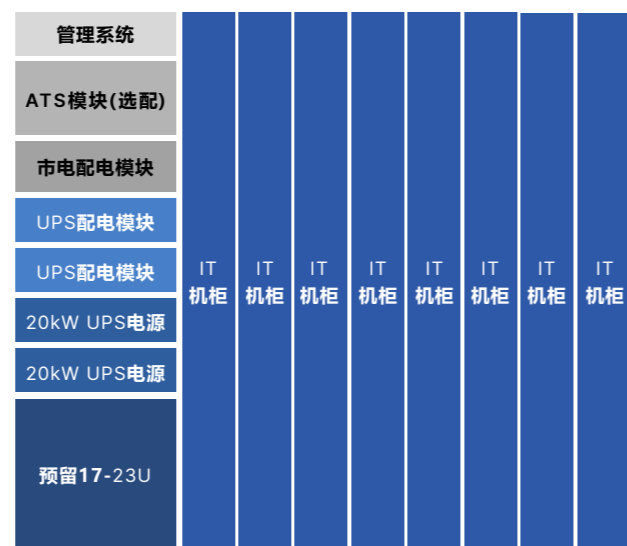 管理系统
ATS模块(选配)
市电配电模块
UPS配电模块
UPS配电模块
20kW UPS电源
20kW UPS电源
预留17-23U
IT
机柜
IT
机柜
IT
机柜
IT
机柜
IT
机柜
IT
机柜
IT
机柜
IT
机柜